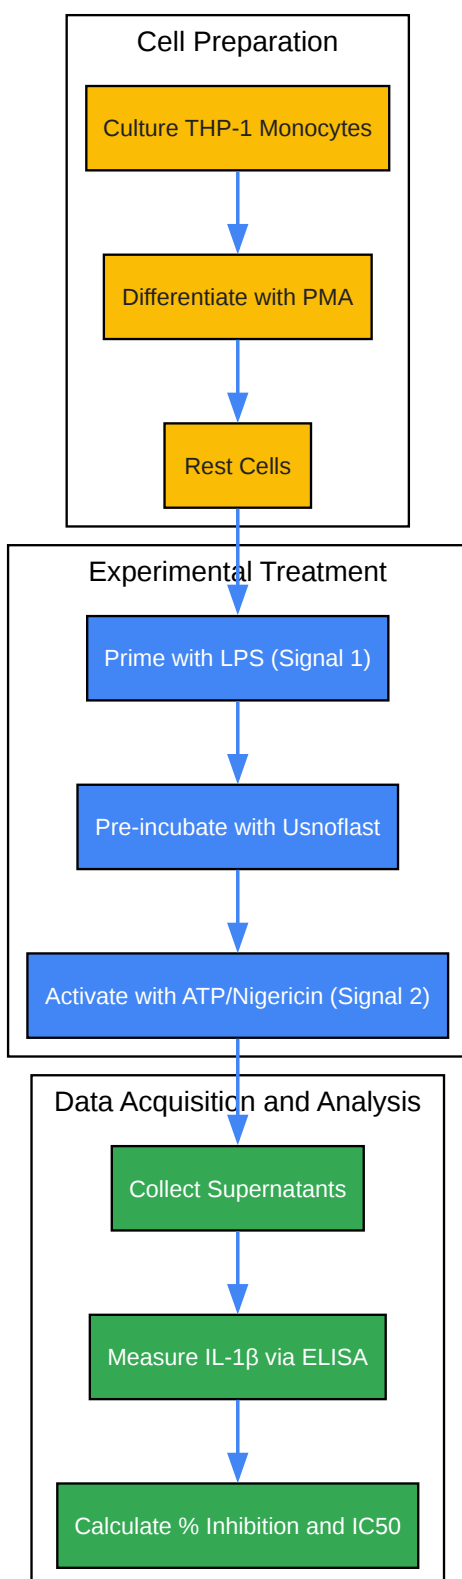 Cell Preparation
Culture THP-1 Monocytes
Differentiate with PMA
Rest Cells
Experimental Treatment
Prime with LPS (Signal 1)
Pre-incubate with Usnoflast
Activate with ATP/Nigericin (Signal 2)
Data Acquisition and Analysis
Collect Supernatants
Measure IL-1β via ELISA
Calculate % Inhibition and IC50